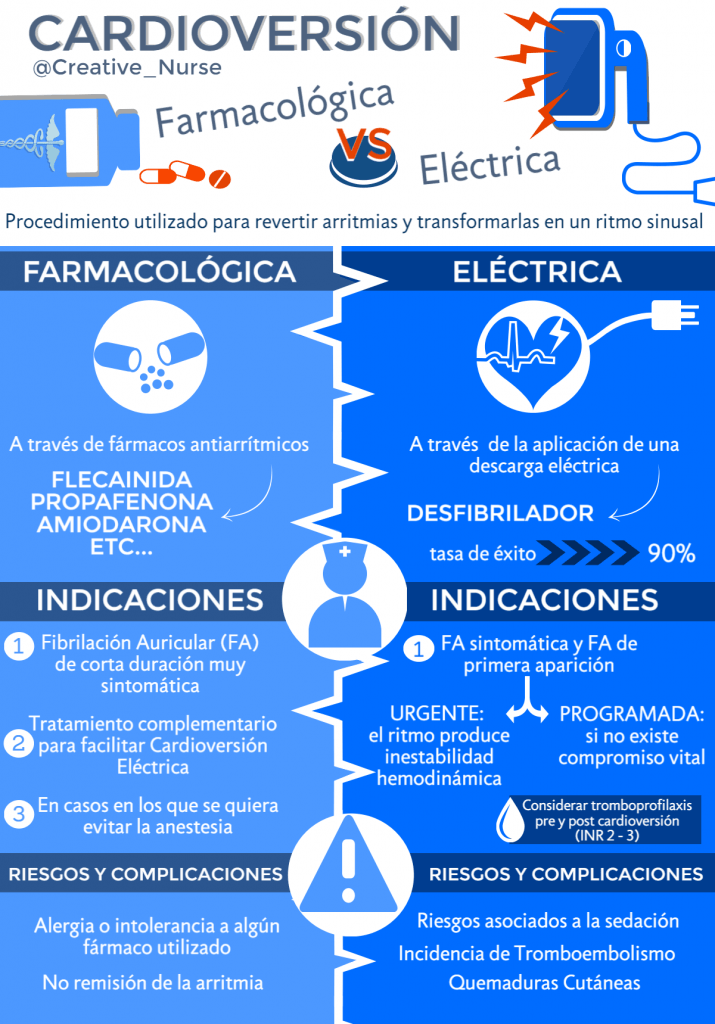 CARDIOVERSIÓN
@Creative_Nurse
Farmacológica
VS
Eléctrica
Procedimiento utilizado para revertir arritmias y transformarlas en un ritmo sinusal
FARMACOLÓGICA
A través de fármacos antiarrítmicos
FLECAINIDA
PROPAFENONA
AMIODARONA
ETC...
INDICACIONES
1 Fibrilación Auricular (FA)
de corta duración muy
sintomática
2 Tratamiento complementario
para facilitar Cardioversión
Eléctrica
3 En casos en los que se quiera
evitar la anestesia
RIESGOS Y COMPLICACIONES
Alergia o intolerancia a algún
fármaco utilizado
No remisión de la arritmia
ELÉCTRICA
A través de la aplicación de una
descarga eléctrica
DESFIBRILADOR
tasa de éxito 90%
INDICACIONES
1 FA sintomática y FA de
primera aparición
URGENTE:
el ritmo produce
inestabilidad
hemodinámica
PROGRAMADA:
si no existe
compromiso vital
Considerar tromboprofilaxis
pre y post cardioversión
(INR 2 - 3)
RIESGOS Y COMPLICACIONES
Riesgos asociados a la sedación
Incidencia de Tromboembolismo
Quemaduras Cutáneas